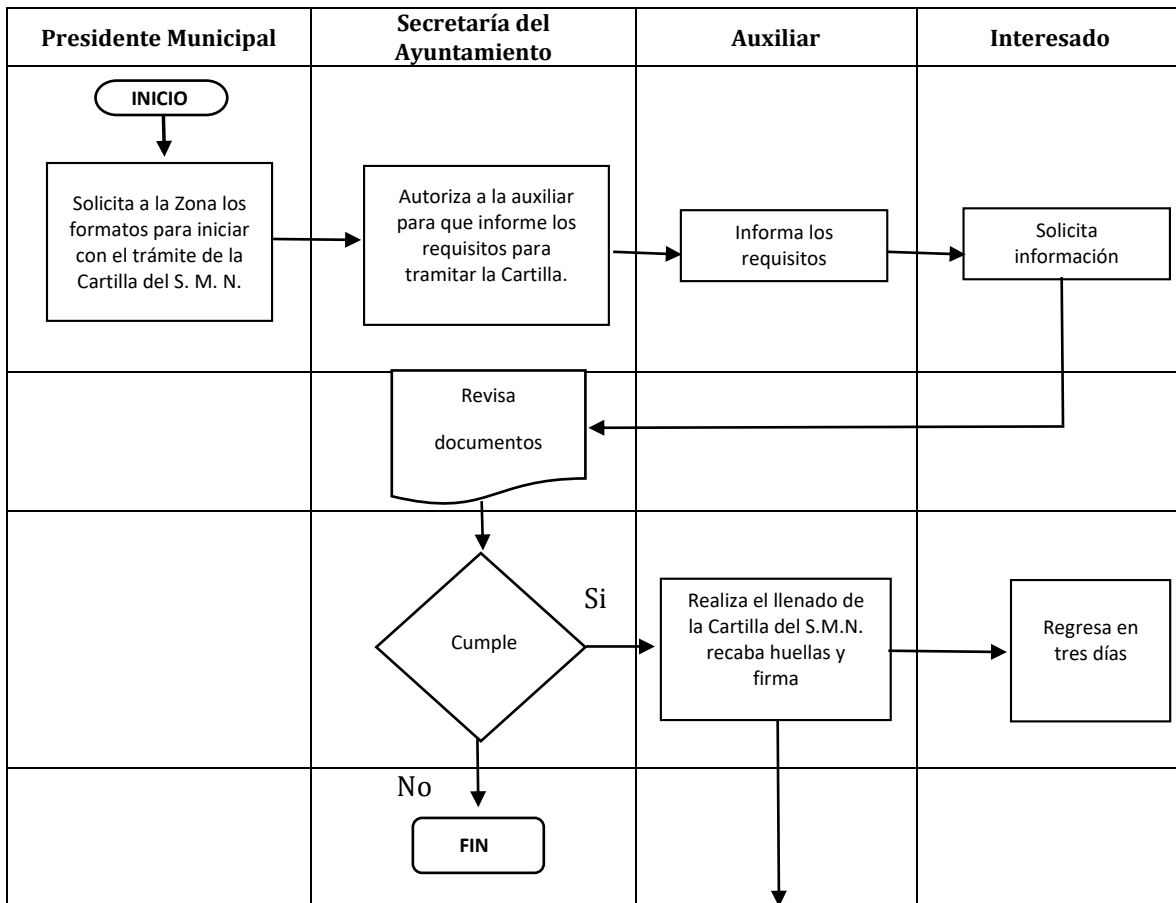 Presidente Municipal
Secretaría del
Ayuntamiento
Auxiliar
Interesado
INICIO
Solicita a la Zona los
formatos para iniciar
con el trámite de la
Cartilla del S. M. N.
Autoriza a la auxiliar
para que informe los
requisitos para
tramitar la Cartilla.
Informa los
requisitos
Solicita
información
Revisa
documentos
Cumple
Si
Realiza el llenado de
la Cartilla del S.M.N.
recaba huellas y
firma
Regresa en
tres días
No
FIN